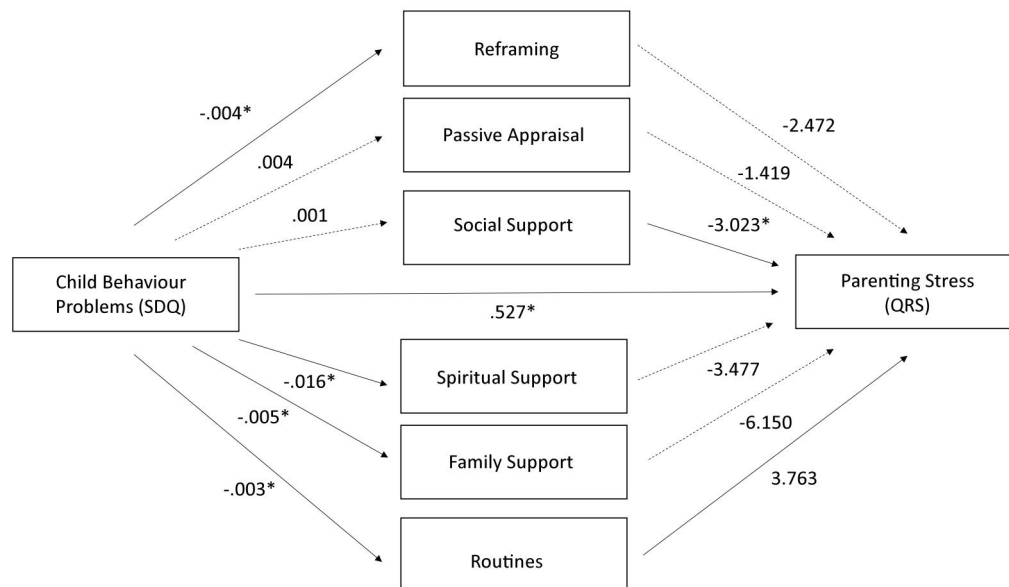 Reframing
-.004*
-2.472
Passive Appraisal
.004
-1.419
.001
Social Support
-3.023*
Child Behaviour
Problems (SDQ)
.527*
Parenting Stress
(QRS)
-.016*
Spiritual Support
-3.477
-.005*
Family Support
-6.150
-.003*
3.763
Routines